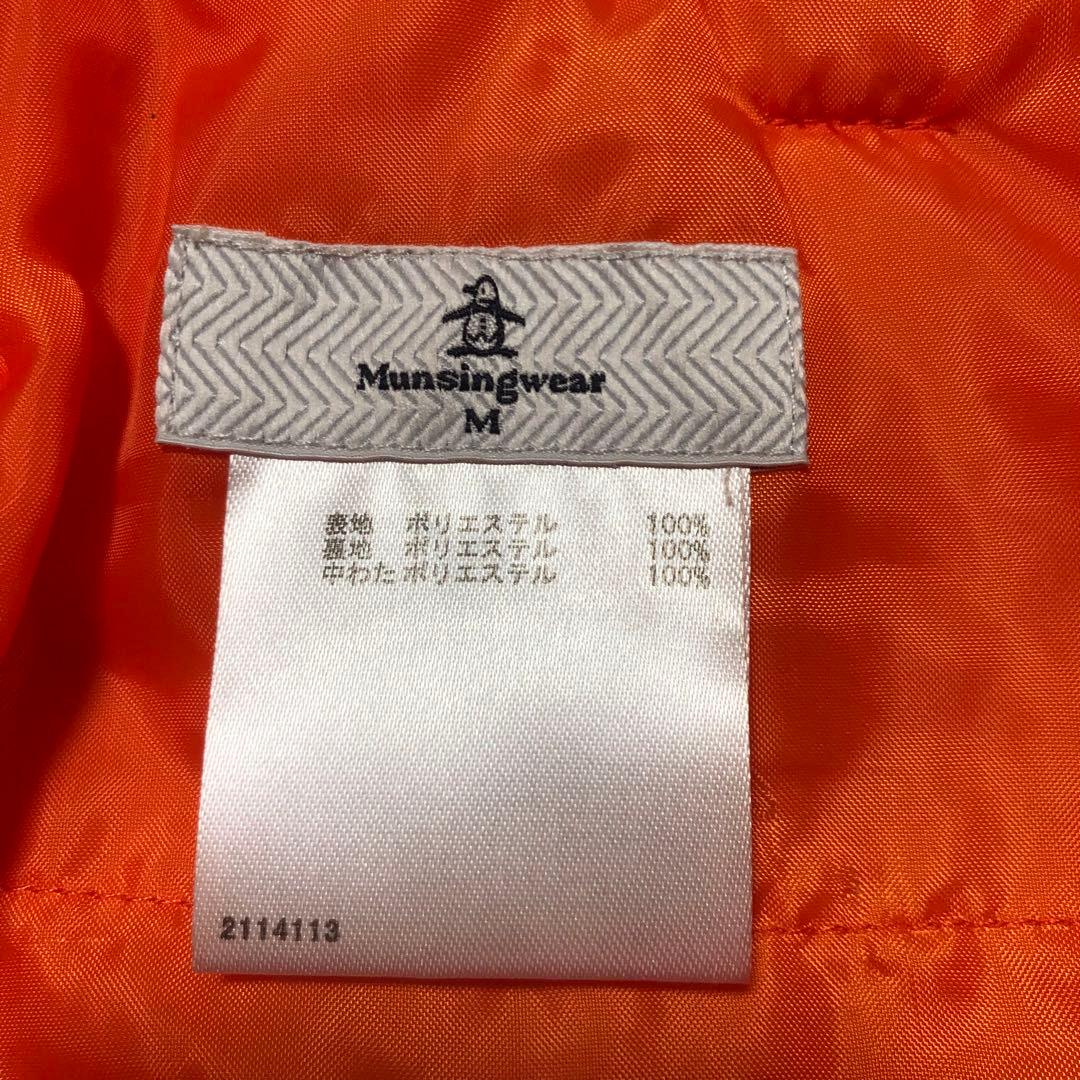 Munsingwear
M
表地 ポリエステル 100%
裏地 ポリエステル 100%
中わた ポリエステル 100%
2114113